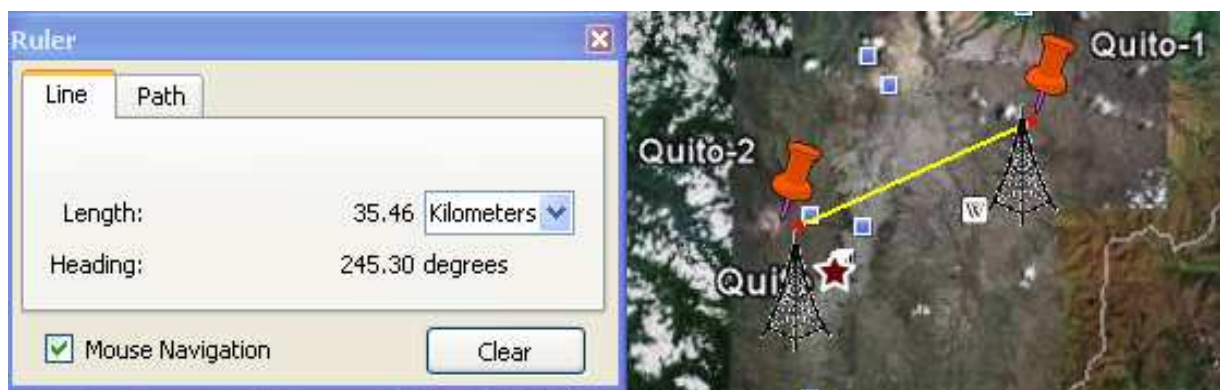 Ruler
Line Path
Length: 35.46 Kilometers
Heading: 245.30 degrees
Mouse Navigation Clear
Quito-1
Quito-2
W